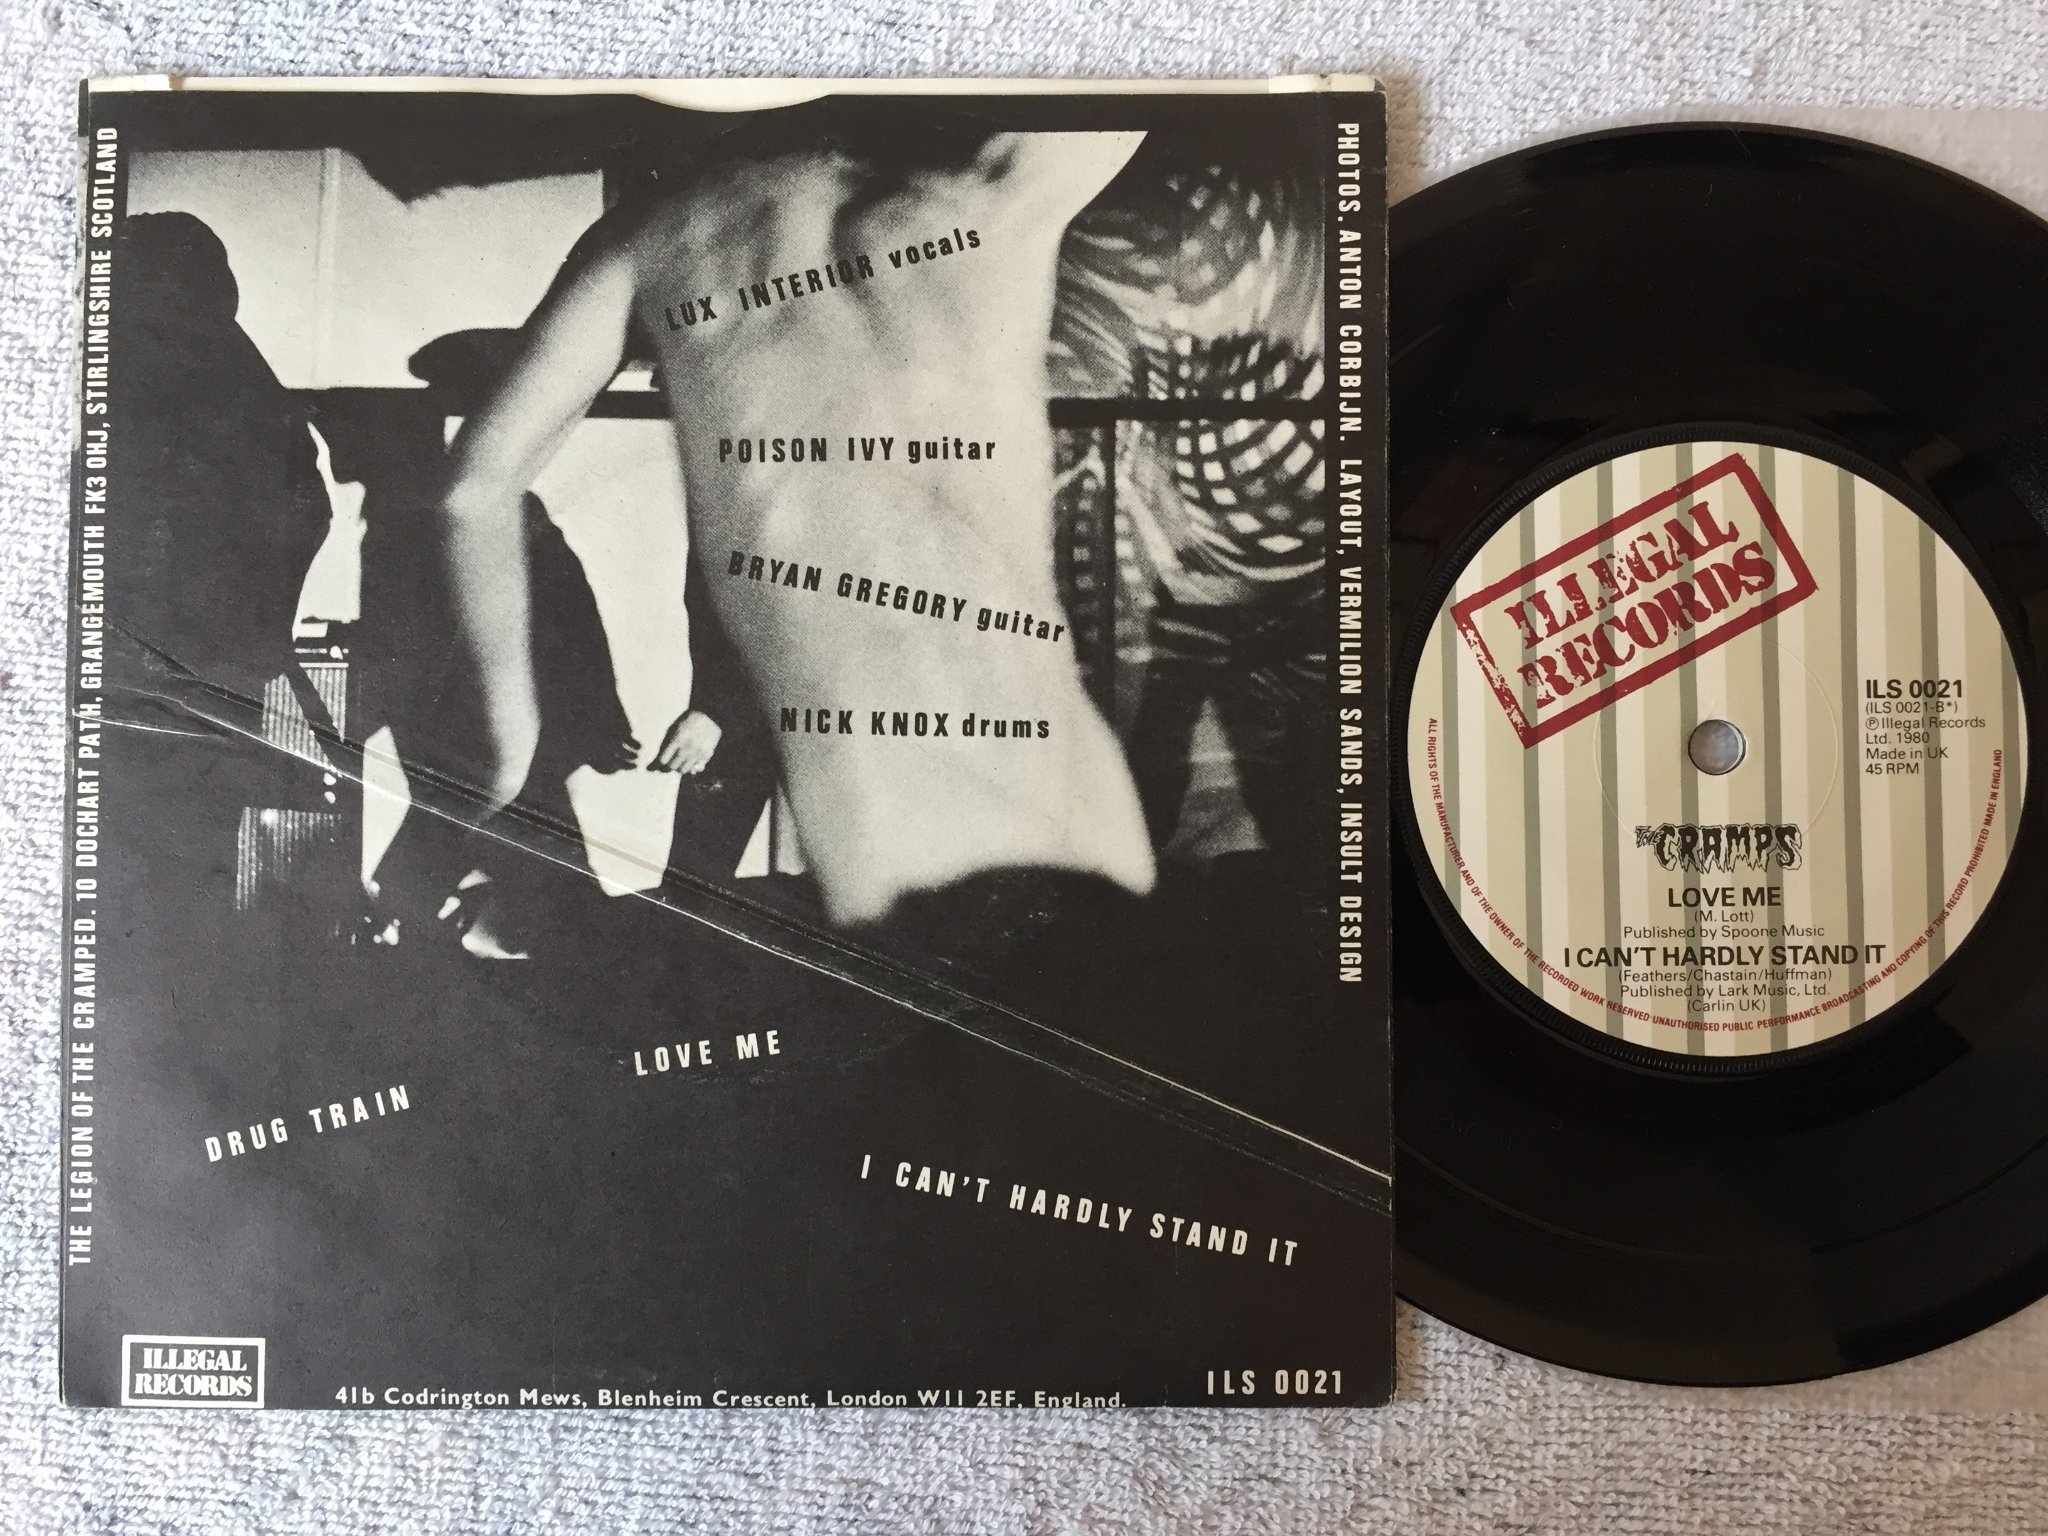 THE LEGION OF THE CRAMPED. 10 DOCHART PATH, GRANGEMOUTH FK3 0HJ, STIRLINGSHIRE SCOTLAND
LUX INTERIOR vocals
POISON IVY guitar
BRYAN GREGORY guitar
NICK KNOX drums
PHOTOS. ANTON CORBIJN. LAYOUT, VERMILION SANDS, INSULT DESIGN
DRUG TRAIN
LOVE ME
I CAN'T HARDLY STAND IT
ILLEGAL
RECORDS
41b Codrington Mews, Blenheim Crescent, London W11 2EF, England.
ILS 0021
ILLEGAL
RECORDS
ILS 0021
(ILS 0021-B*)
℗ Illegal Records
Ltd. 1980
Made in UK
45 RPM
THE CRAMPS
LOVE ME
(M. Lott)
Published by Spoone Music
I CAN'T HARDLY STAND IT
(Feathers/Chastain/Huffman)
Published by Lark Music, Ltd.
(Carlin UK)
ALL RIGHTS OF THE MANUFACTURER AND OF THE OWNER OF THE RECORDED WORK RESERVED UNAUTHORISED PUBLIC PERFORMANCE BROADCASTING AND COPYING OF THIS RECORD PROHIBITED MADE IN ENGLAND